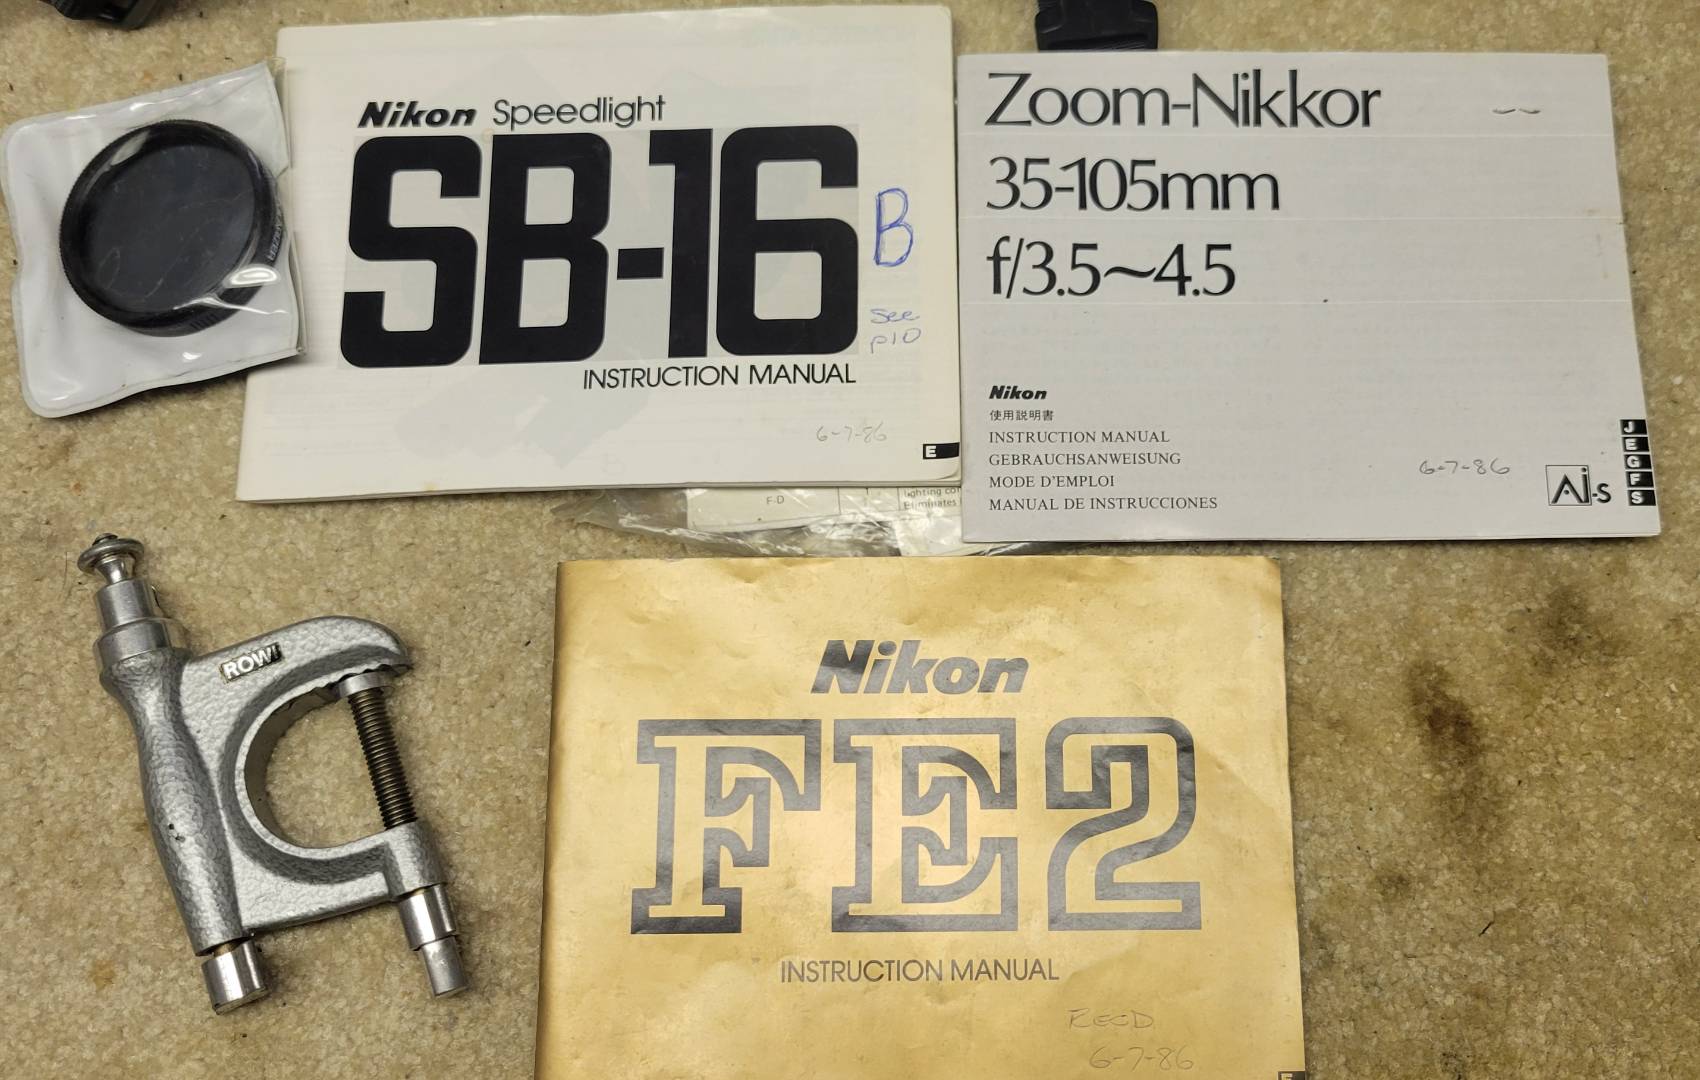 Nikon Speedlight
SB-16
B
See
p10
INSTRUCTION MANUAL
6-7-86
E
Zoom-Nikkor
35-105mm
f/3.5~4.5
Nikon
使用説明書
INSTRUCTION MANUAL
GEBRAUCHSANWEISUNG
MODE D'EMPLOI
MANUAL DE INSTRUCCIONES
6-7-86
Ai-s
J
E
G
F
S
F-D
lighting
Eliminates
ROWI
Nikon
FE2
INSTRUCTION MANUAL
RECD
6-7-86